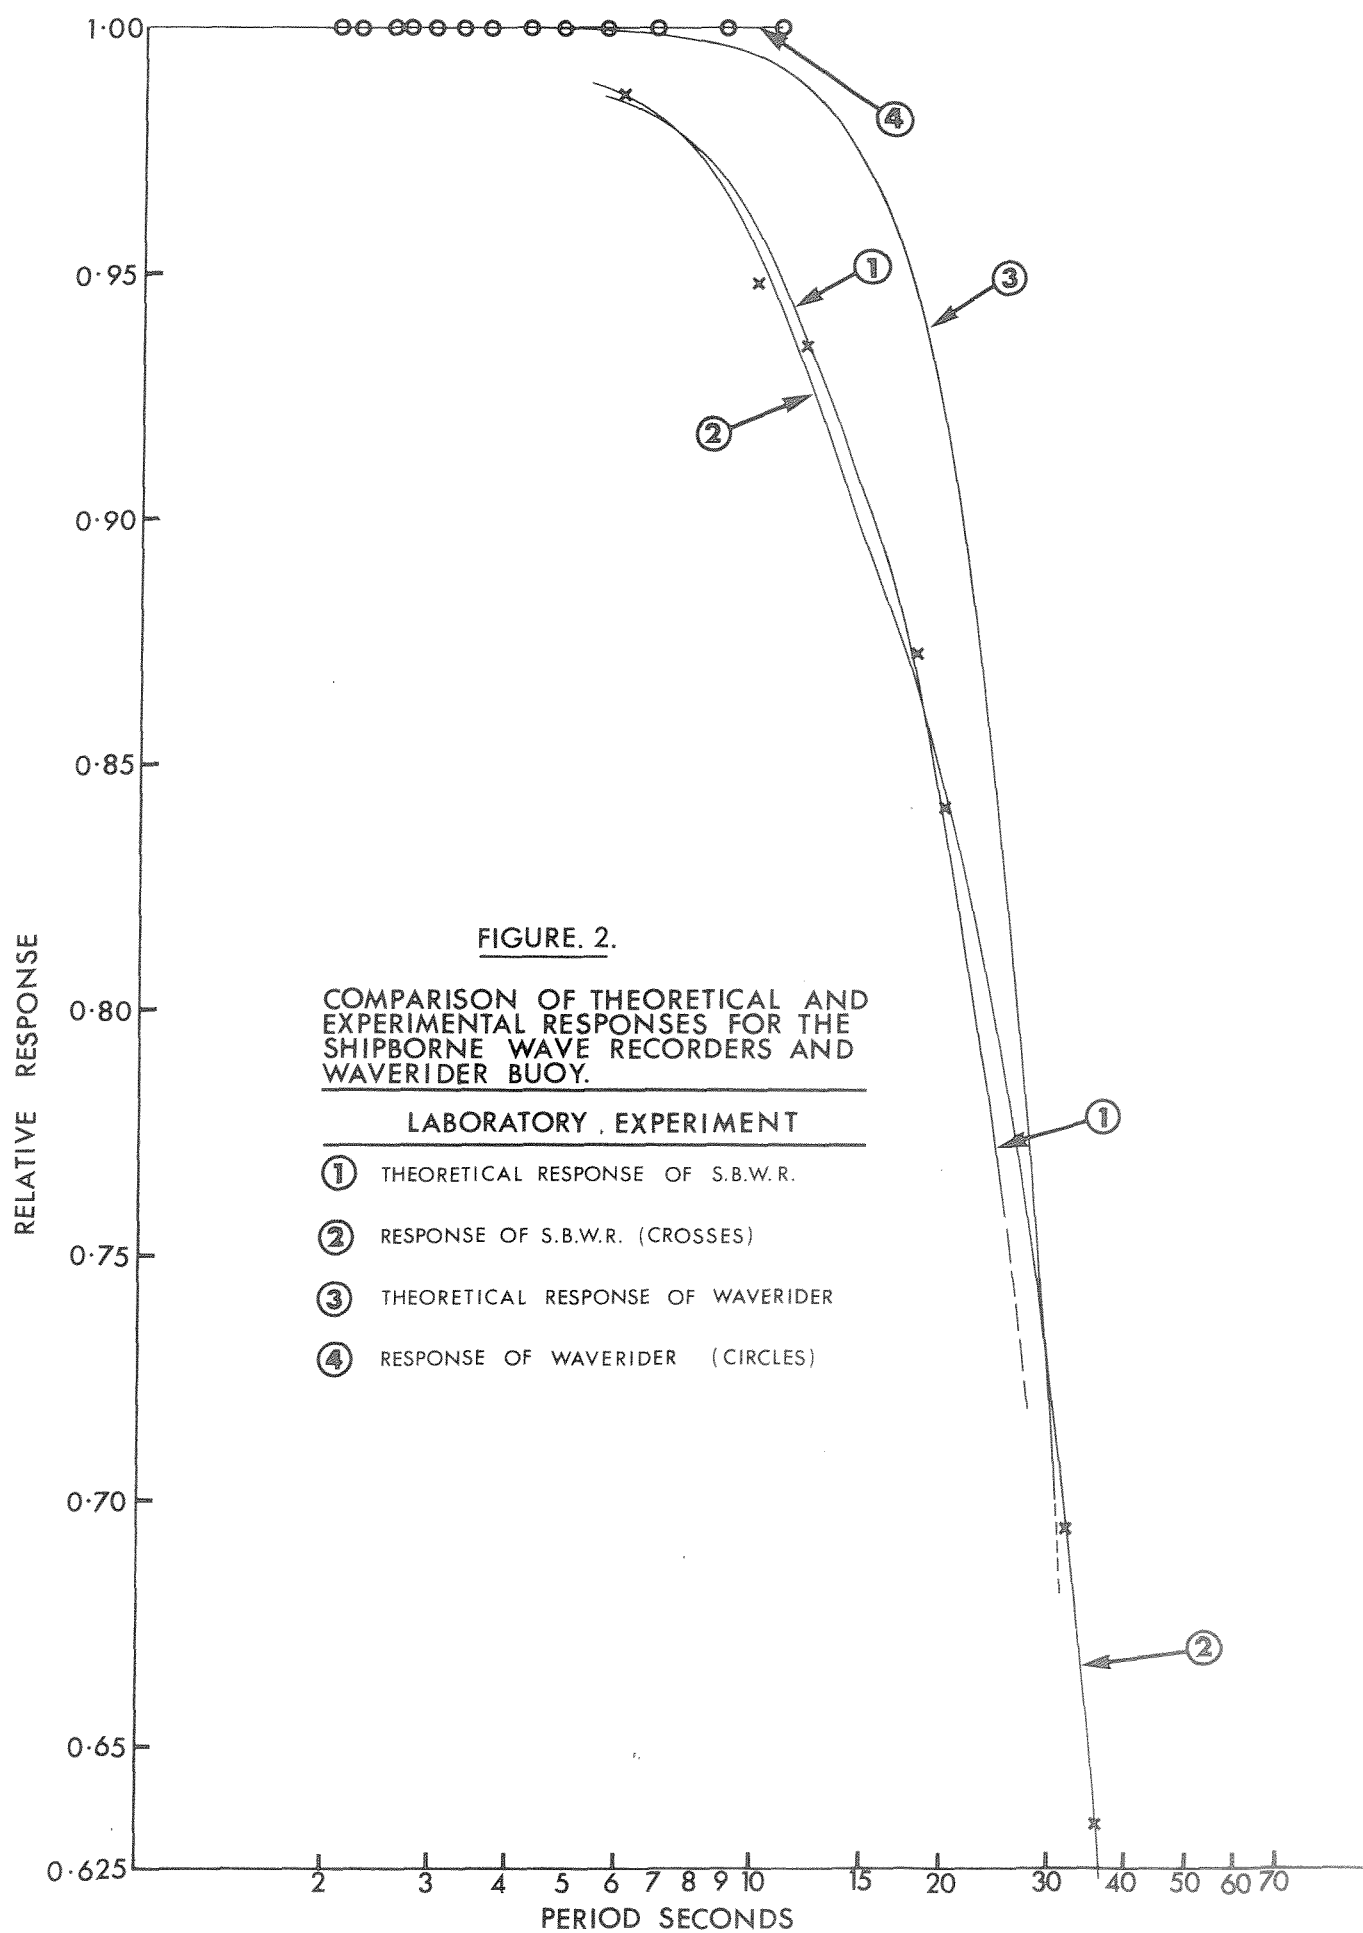 1·00
4
0·95
1
3
2
0·90
0·85
FIGURE. 2.
COMPARISON OF THEORETICAL AND
EXPERIMENTAL RESPONSES FOR THE
SHIPBORNE WAVE RECORDERS AND
WAVERIDER BUOY.
LABORATORY . EXPERIMENT
1 THEORETICAL RESPONSE OF S.B.W.R.
2 RESPONSE OF S.B.W.R. (CROSSES)
3 THEORETICAL RESPONSE OF WAVERIDER
4 RESPONSE OF WAVERIDER (CIRCLES)
RELATIVE RESPONSE
0·80
1
0·75
0·70
2
0·65
0·625
2 3 4 5 6 7 8 9 10 15 20 30 40 50 60 70
PERIOD SECONDS